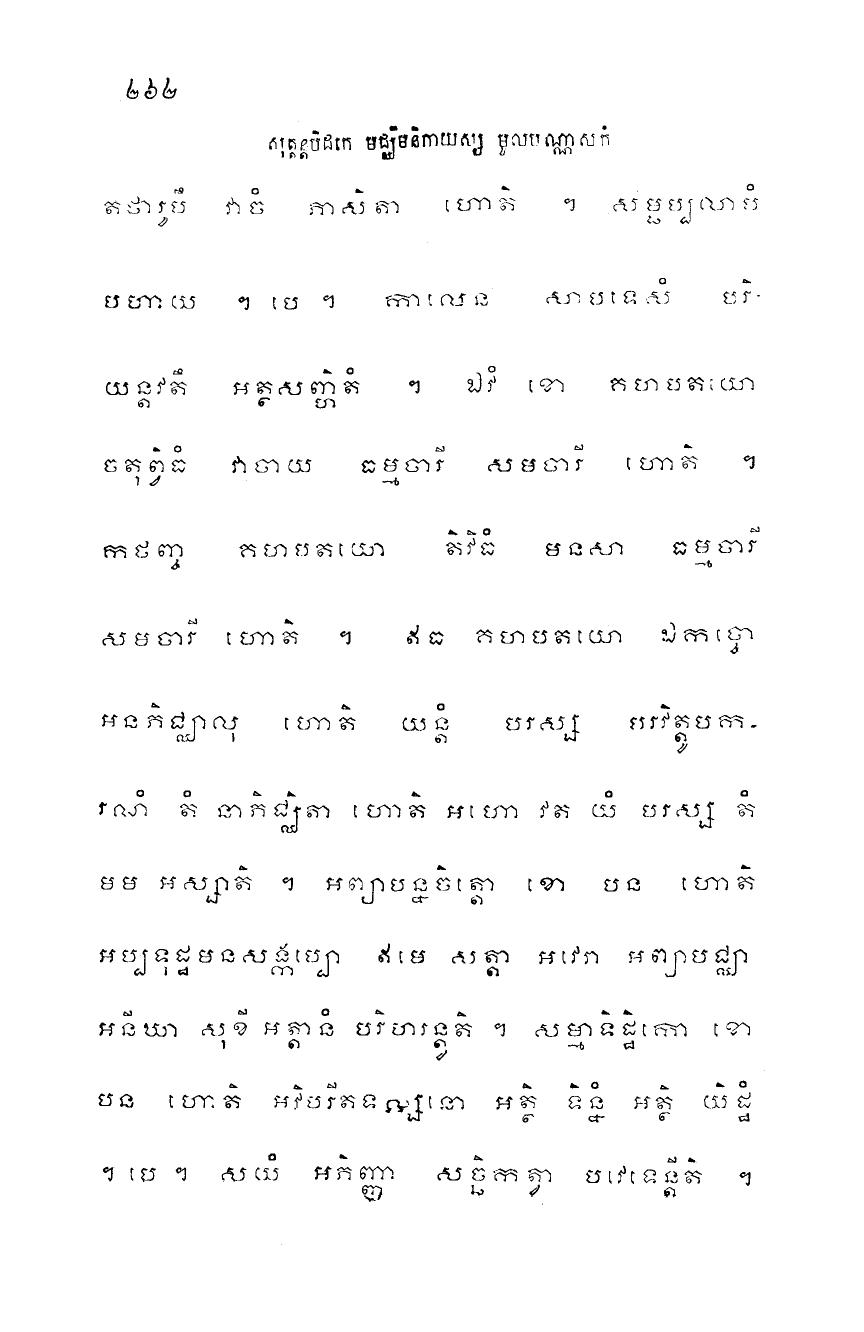 ២៦២
សុត្តន្តបិដកេ មជ្ឈិមនិកាយស្ស មូលបណ្ណាសកំ
តថារូបឹ វាចំ ភាសិតា ហោតិ ។ សម្ផប្បលាបំ
បហាយ ។ បេ ។ កាលេន សាបទេសំ បរិ-
យន្តវតឹ អត្ថសញ្ហិតំ ។ ឯវំ ខោ គហបតយោ
ចតុព្វិធំ វាចាយ ធម្មចារី សមចារី ហោតិ ។
កថញ្ច គហបតយោ តិវិធំ មនសា ធម្មចារី
សមចារី ហោតិ ។ ឥធ គហបតយោ ឯកច្ចោ
អនភិជ្ឈាលុ ហោតិ យន្តំ បរស្ស បរវិត្តូបក-
រណំ តំ នាភិជ្ឈិតា ហោតិ អហោ វត យំ បរស្ស តំ
មម អស្សាតិ ។ អព្យាបន្នចិត្តោ ខោ បន ហោតិ
អប្បទុដ្ឋមនសង្កប្បោ ឥមេ សត្តា អវេរា អព្យាបជ្ឈា
អនីឃា សុខី អត្តានំ បរិហរន្តូតិ ។ សម្មាទិដ្ឋិកោ ខោ
បន ហោតិ អវិបរីតទស្សនោ អត្ថិ ទិន្នំ អត្ថិ យិដ្ឋំ
។ បេ ។ សយំ អភិញ្ញា សច្ឆិកត្វា បវេទេន្តីតិ ។